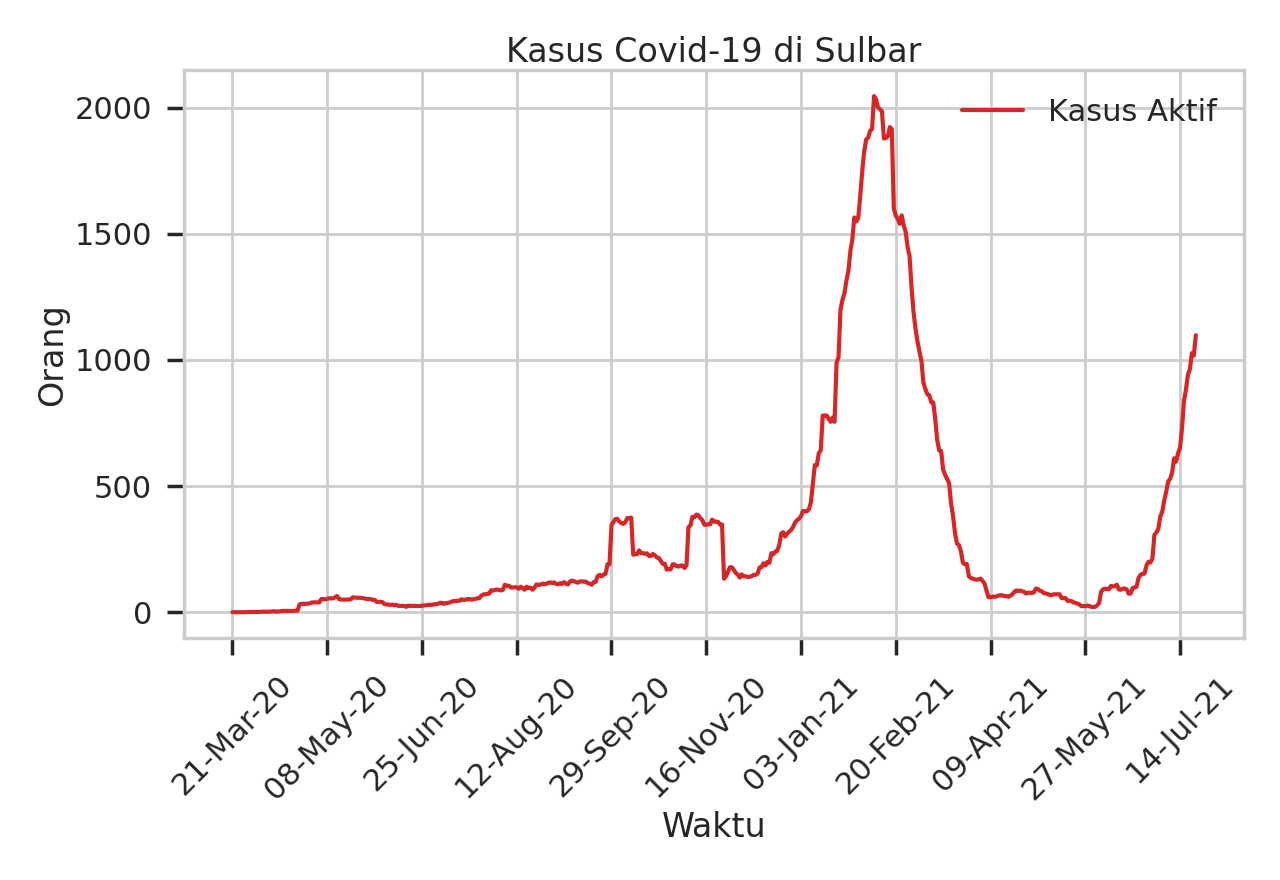 Kasus Covid-19 di Sulbar
Kasus Aktif
Orang
2000
1500
1000
500
0
21-Mar-20
08-May-20
25-Jun-20
12-Aug-20
29-Sep-20
16-Nov-20
03-Jan-21
20-Feb-21
09-Apr-21
27-May-21
14-Jul-21
Waktu